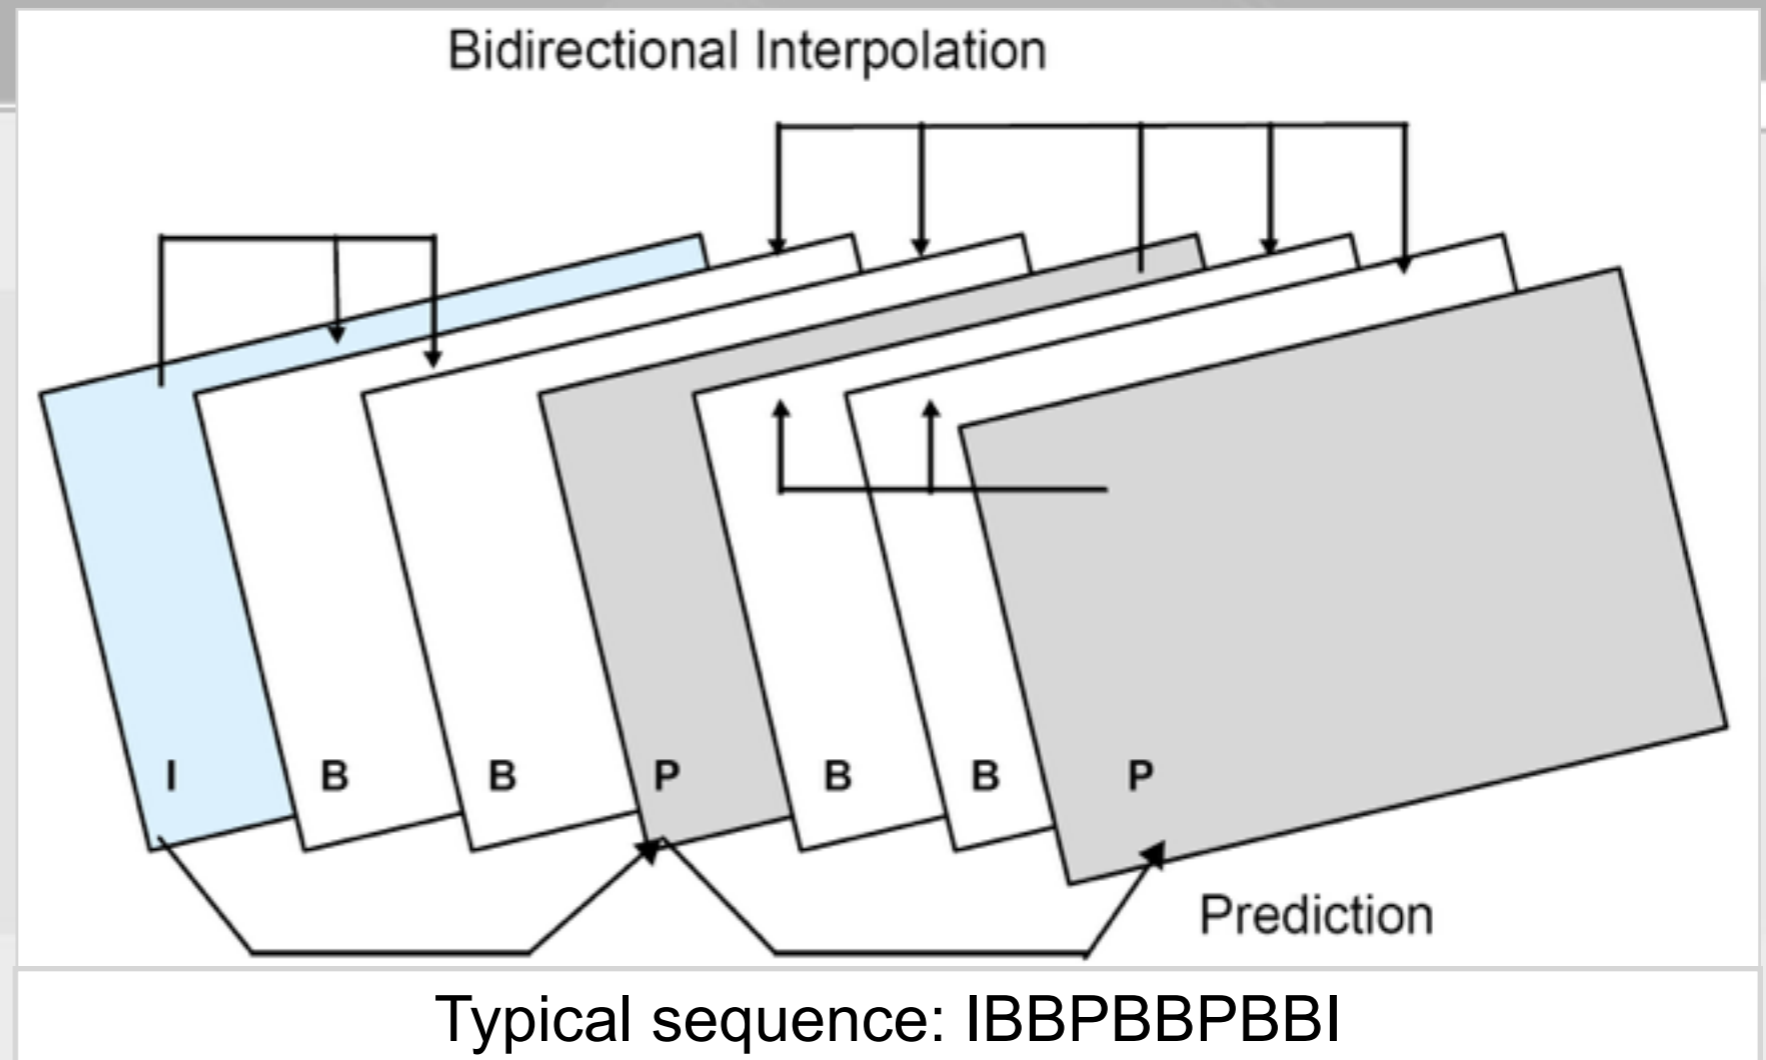 Bidirectional Interpolation
I B B P B B P
Prediction
Typical sequence: IBBPBBPBBI